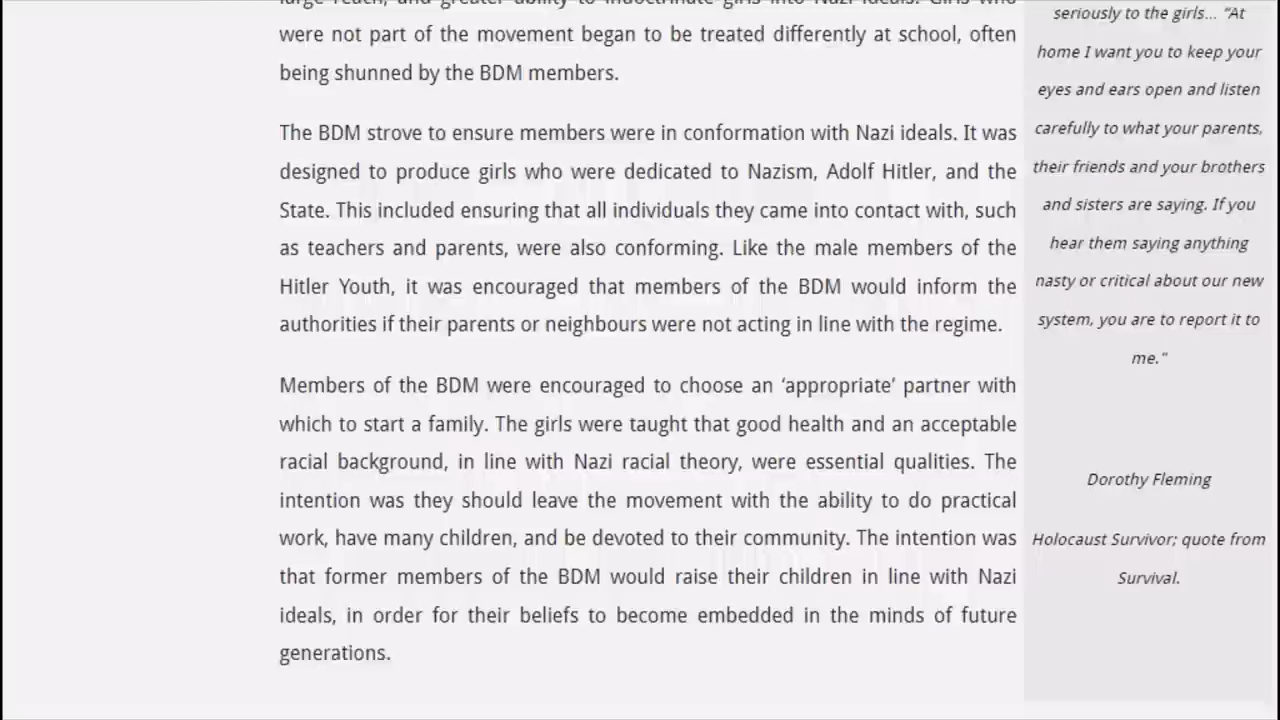 large reach, and greater ability to indoctrinate girls into Nazi ideals. Girls who
were not part of the movement began to be treated differently at school, often
being shunned by the BDM members.
The BDM strove to ensure members were in conformation with Nazi ideals. It was
designed to produce girls who were dedicated to Nazism, Adolf Hitler, and the
State. This included ensuring that all individuals they came into contact with, such
as teachers and parents, were also conforming. Like the male members of the
Hitler Youth, it was encouraged that members of the BDM would inform the
authorities if their parents or neighbours were not acting in line with the regime.
Members of the BDM were encouraged to choose an ‘appropriate’ partner with
which to start a family. The girls were taught that good health and an acceptable
racial background, in line with Nazi racial theory, were essential qualities. The
intention was they should leave the movement with the ability to do practical
work, have many children, and be devoted to their community. The intention was
that former members of the BDM would raise their children in line with Nazi
ideals, in order for their beliefs to become embedded in the minds of future
generations.
seriously to the girls... “At
home I want you to keep your
eyes and ears open and listen
carefully to what your parents,
their friends and your brothers
and sisters are saying. If you
hear them saying anything
nasty or critical about our new
system, you are to report it to
me.”
Dorothy Fleming
Holocaust Survivor; quote from
Survival.